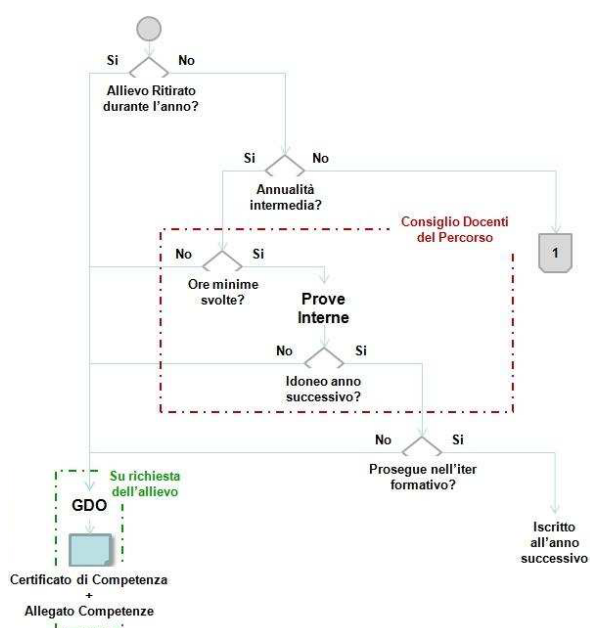 Si No
Allievo Ritirato
durante l'anno?
Si No
Annualità
intermedia?
Consiglio Docenti
del Percorso
1
No Si
Ore minime
svolte?
Prove
Interne
No Si
Idoneo anno
successivo?
No Si
Prosegue nell'iter
formativo?
Su richiesta
dell'allievo
GDO
Iscritto
all'anno
successivo
Certificato di Competenza
+
Allegato Competenze